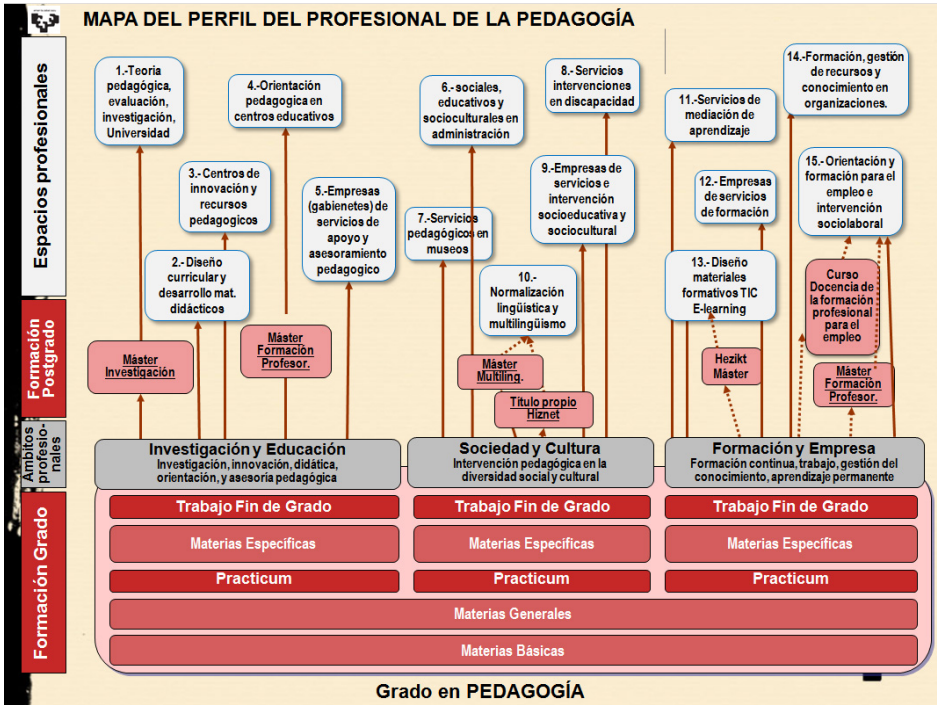 MAPA DEL PERFIL DEL PROFESIONAL DE LA PEDAGOGÍA
Espacios profesionales
1.-Teoria
pedagógica,
evaluación,
investigación,
Universidad
4.-Orientación
pedagogica en
centros educativos
3.- Centros de
innovación y
recursos
pedagogicos
2.- Diseño
curricular y
desarrollo mat.
didácticos
5.-Empresas
(gabienetes) de
servicios de
apoyo y
asesoramiento
pedagogico
6.- sociales,
educativos y
socioculturales en
administración
7.- Servicios
pedagógicos en
museos
8.- Servicios
intervenciones
en discapacidad
9.-Empresas de
servicios e
intervención
socioeducativa y
sociocultural
10.-
Normalización
lingüística y
multilingüismo
11.-Servicios de
mediación de
aprendizaje
12.- Empresas
de servicios
de formación
13.- Diseño
materiales
formativos TIC
E-learning
14.-Formación, gestión
de recursos y
conocimiento en
organizaciones.
15.- Orientación y
formación para el
empleo e
intervención
sociolaboral
Formación
Postgrado
Máster
Investigación
Máster
Formación
Profesor.
Máster
Multiling.
Título propio
Hiznet
Hezikt
Máster
Curso
Docencia de
la formación
profesional
para el
empleo
Máster
Formación
Profesor.
Ámbitos
profesio-
nales
Investigación y Educación
Investigación, innovación, didática,
orientación, y asesoria pedagógica
Sociedad y Cultura
Intervención pedagógica en la
diversidad social y cultural
Formación y Empresa
Formación continua, trabajo, gestión del
conocimiento, aprendizaje permanente
Formación Grado
Trabajo Fin de Grado
Trabajo Fin de Grado
Trabajo Fin de Grado
Materias Específicas
Materias Específicas
Materias Específicas
Practicum
Practicum
Practicum
Materias Generales
Materias Básicas
Grado en PEDAGOGÍA